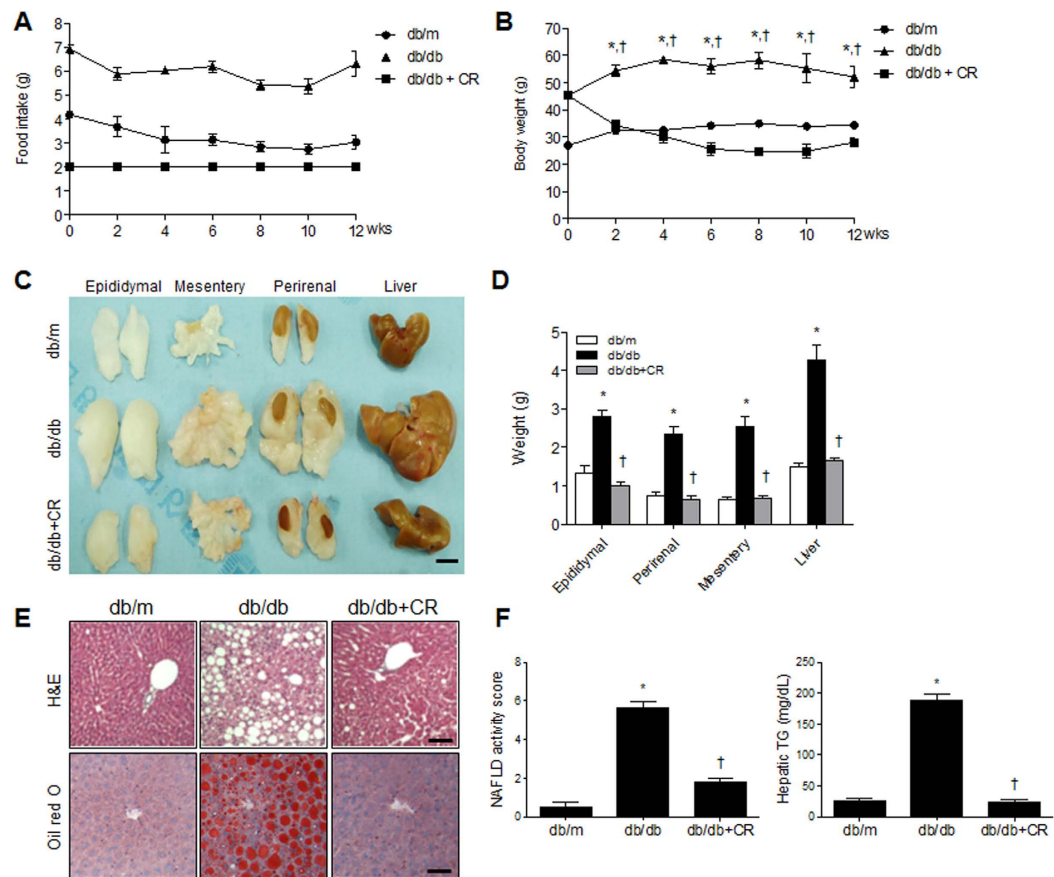 A
Food intake (g)
8
7
6
5
4
3
2
1
0
0 2 4 6 8 10 12 wks
db/m
db/db
db/db + CR
B
Body weight (g)
70
60
50
40
30
20
10
0
*,† *,† *,† *,† *,† *,†
0 2 4 6 8 10 12 wks
db/m
db/db
db/db + CR
C
Epididymal Mesentery Perirenal Liver
db/m
db/db
db/db+CR
D
Weight (g)
5
4
3
2
1
0
db/m
db/db
db/db+CR
* † * † * † * †
Epididymal Perirenal Mesentery Liver
E
db/m db/db db/db+CR
H&E
Oil red O
F
NAFLD activity score
8
6
4
2
0
* †
db/m db/db db/db+CR
Hepatic TG (mg/dL)
250
200
150
100
50
0
* †
db/m db/db db/db+CR